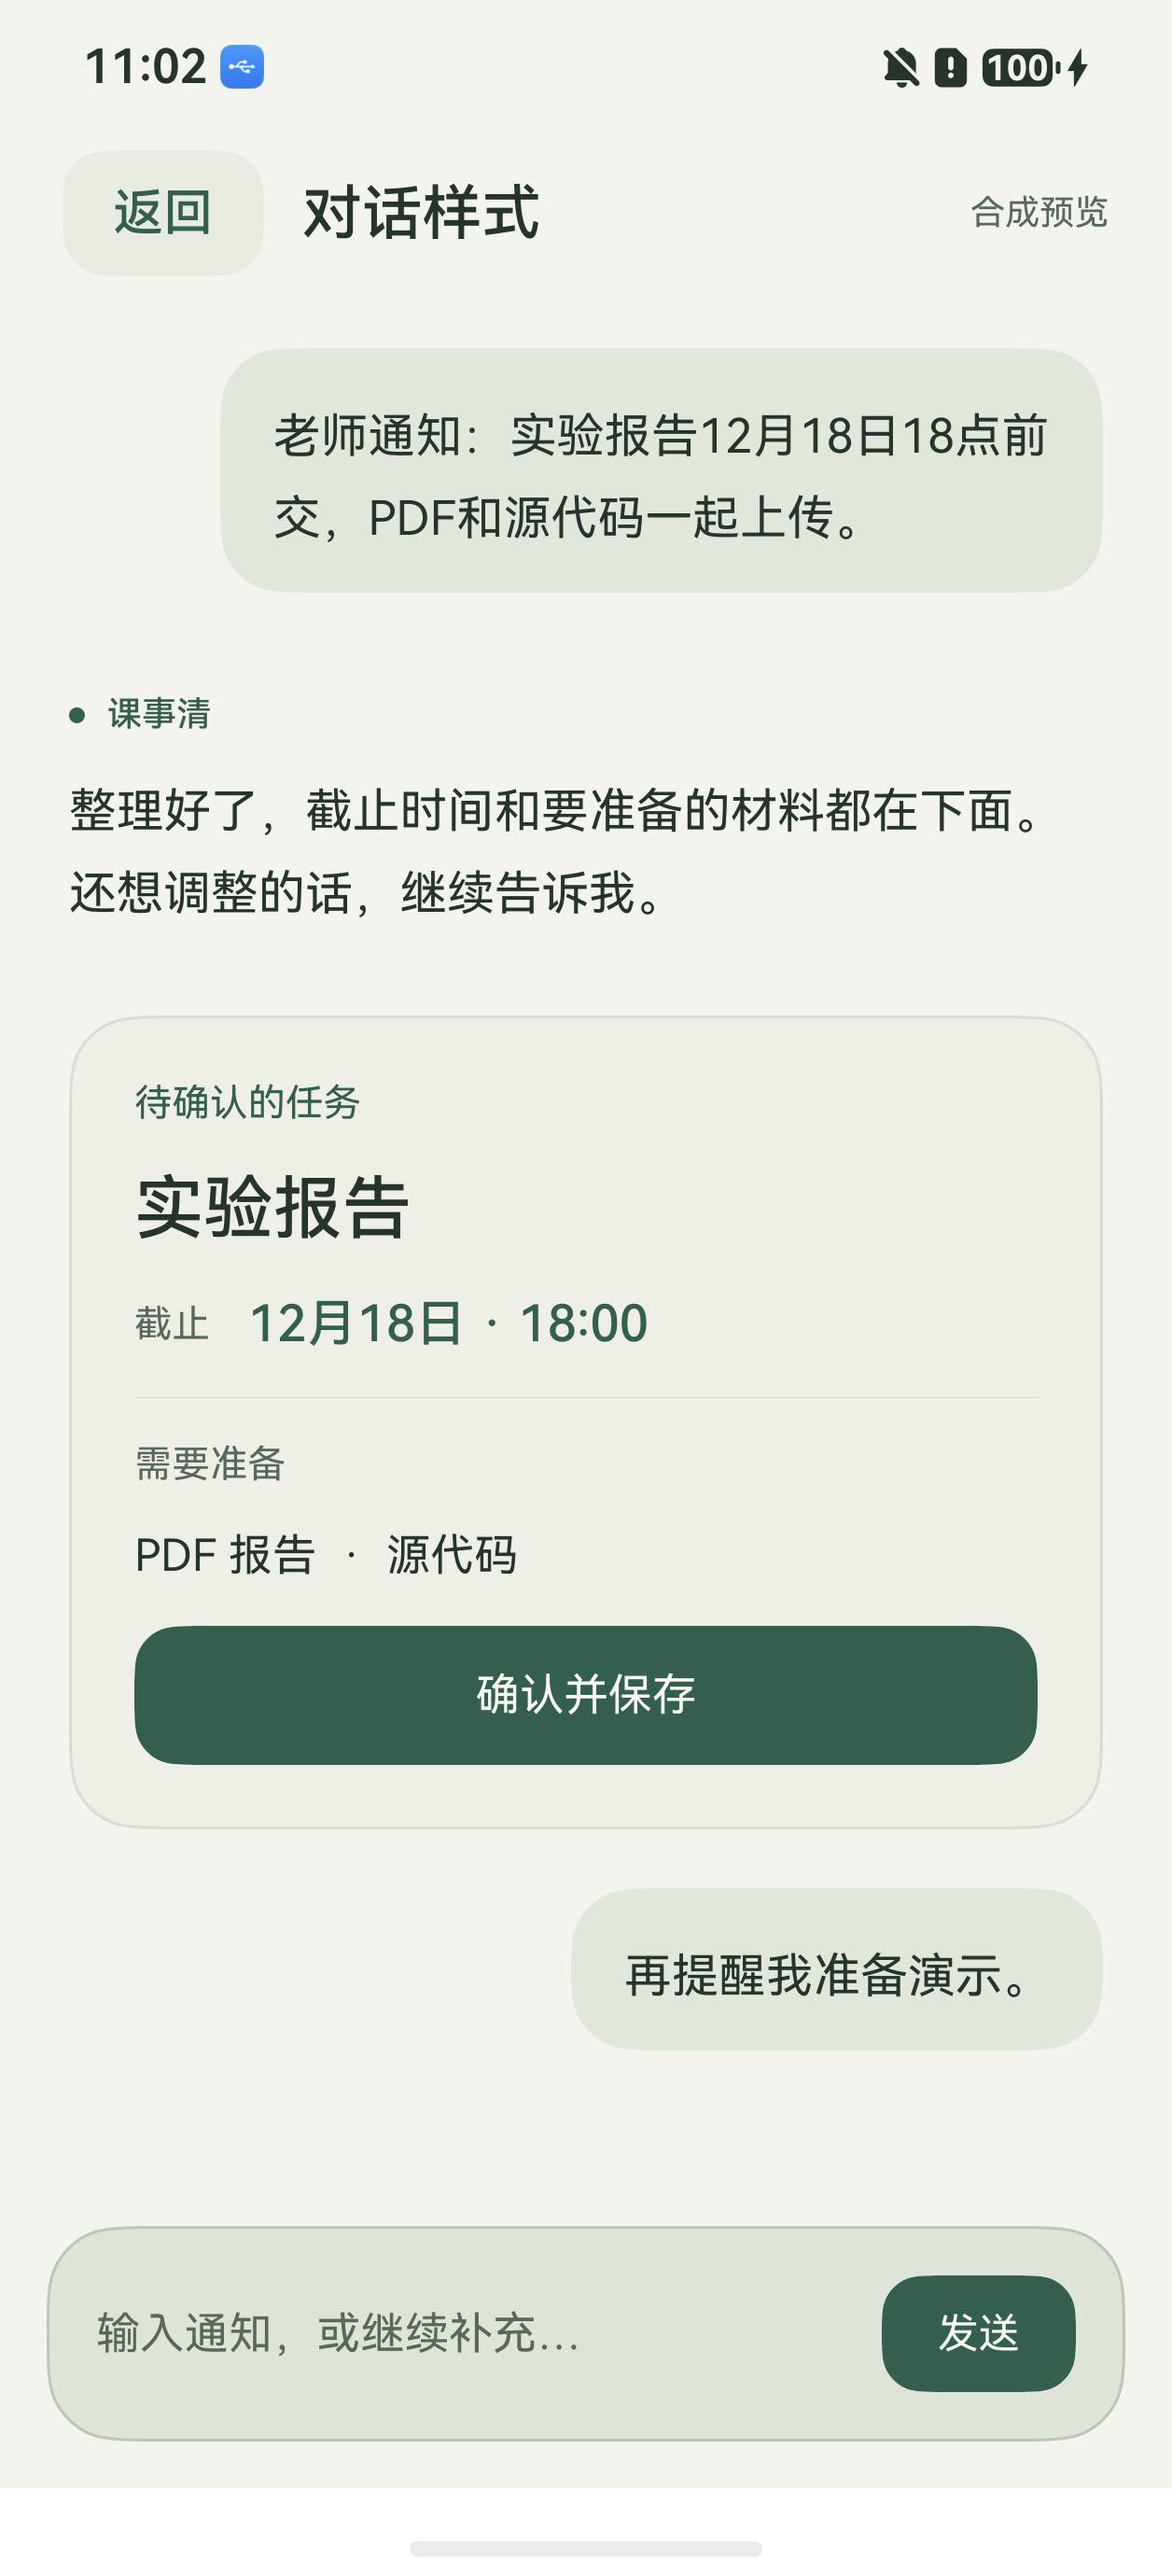 11:02
100
返回
对话样式
合成预览
老师通知：实验报告12月18日18点前
交，PDF和源代码一起上传。
课事清
整理好了，截止时间和要准备的材料都在下面。
还想调整的话，继续告诉我。
待确认的任务
实验报告
截止 12月18日 · 18:00
需要准备
PDF 报告 · 源代码
确认并保存
再提醒我准备演示。
输入通知，或继续补充...
发送